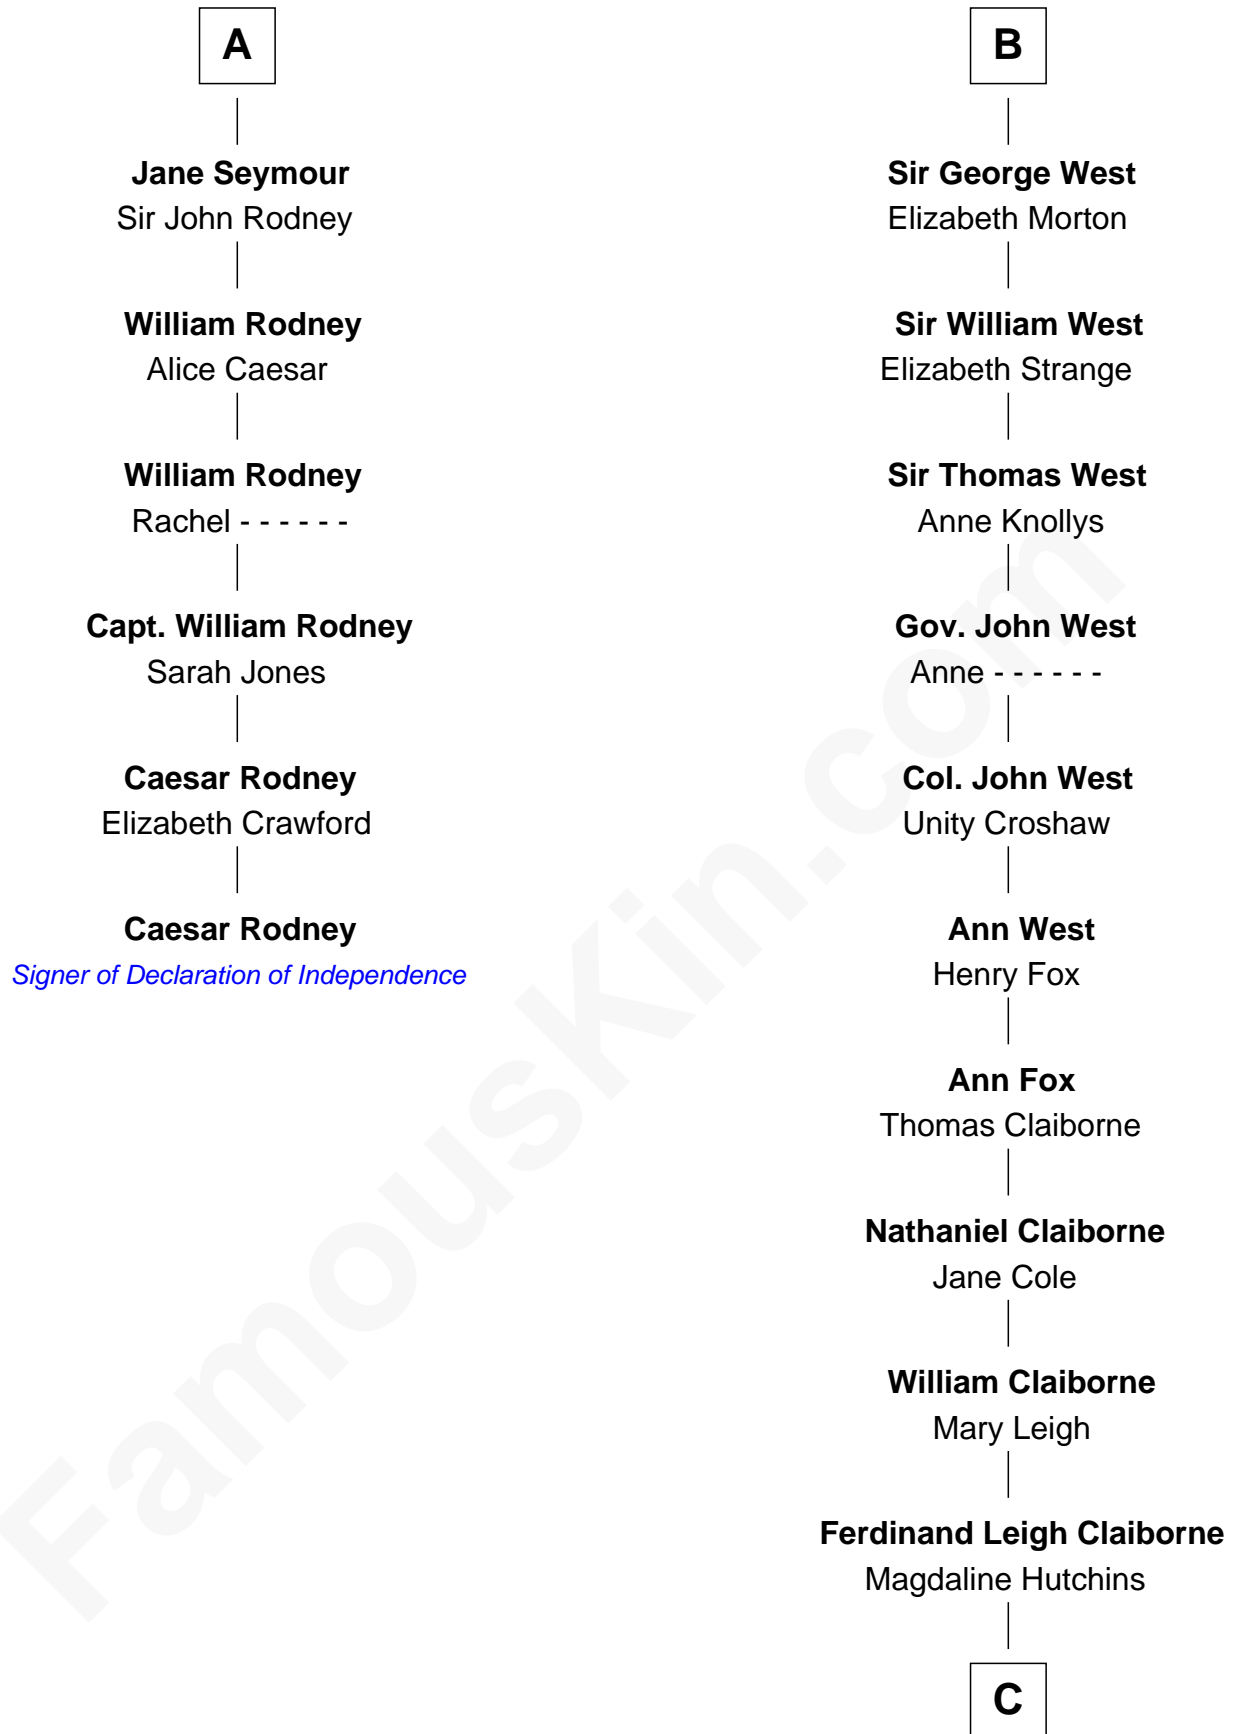 A
Jane Seymour
Sir John Rodney
William Rodney
Alice Caesar
William Rodney
Rachel - - - - - -
Capt. William Rodney
Sarah Jones
Caesar Rodney
Elizabeth Crawford
Caesar Rodney
Signer of Declaration of Independence
B
Sir George West
Elizabeth Morton
Sir William West
Elizabeth Strange
Sir Thomas West
Anne Knollys
Gov. John West
Anne - - - - - -
Col. John West
Unity Croshaw
Ann West
Henry Fox
Ann Fox
Thomas Claiborne
Nathaniel Claiborne
Jane Cole
William Claiborne
Mary Leigh
Ferdinand Leigh Claiborne
Magdaline Hutchins
C
FamousKin.com